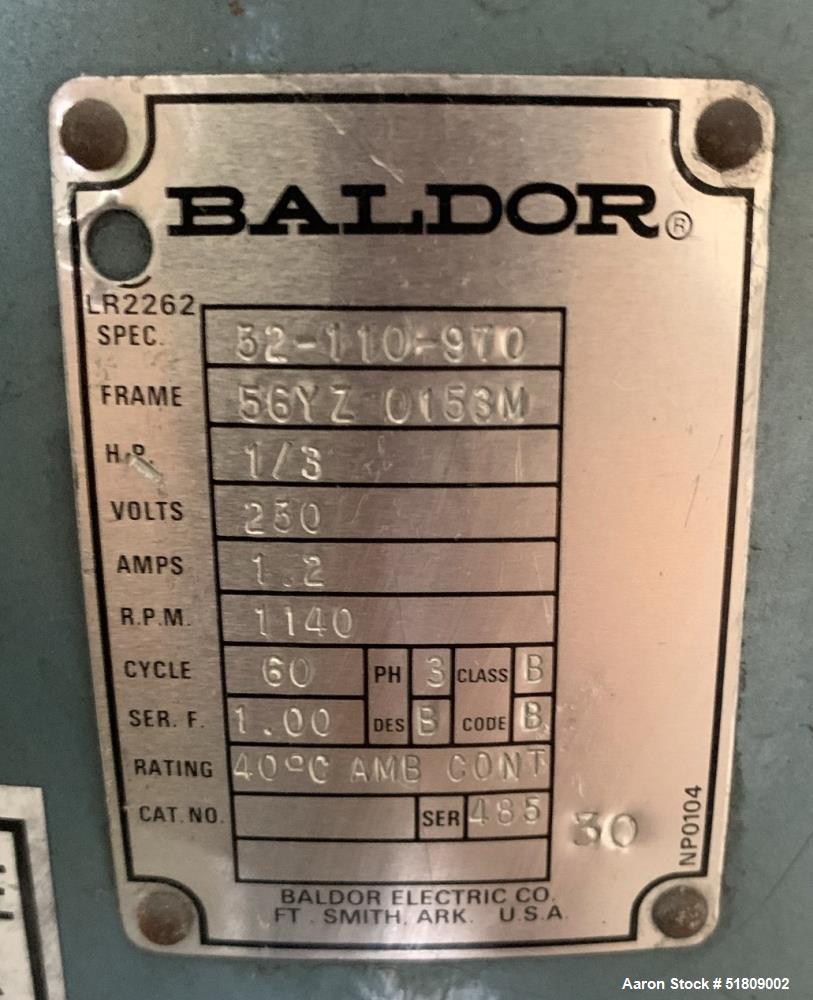 BALDOR®
LR2262
SPEC. 52-110-970
FRAME 56YZ 0153M
H.P. 1/3
VOLTS 230
AMPS 1.2
R.P.M. 1140
CYCLE 60 PH 3 CLASS B
SER. F. 1.00 DES B CODE B
RATING 40ºC AMB CONT
CAT. NO. SER 485 30
NP0104
BALDOR ELECTRIC CO.
FT. SMITH, ARK. U.S.A.
Aaron Stock # 51809002